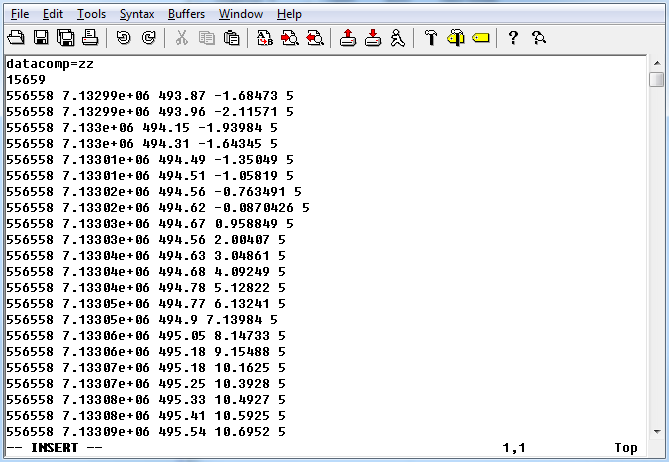 File Edit Tools Syntax Buffers Window Help
datacomp=zz
15659
556558 7.13299e+06 493.87 -1.68473 5
556558 7.13299e+06 493.96 -2.11571 5
556558 7.133e+06 494.15 -1.93984 5
556558 7.133e+06 494.31 -1.64345 5
556558 7.13301e+06 494.49 -1.35049 5
556558 7.13301e+06 494.51 -1.05819 5
556558 7.13302e+06 494.56 -0.763491 5
556558 7.13302e+06 494.62 -0.0870426 5
556558 7.13303e+06 494.67 0.958849 5
556558 7.13303e+06 494.56 2.00407 5
556558 7.13304e+06 494.63 3.04861 5
556558 7.13304e+06 494.68 4.09249 5
556558 7.13304e+06 494.78 5.12822 5
556558 7.13305e+06 494.77 6.13241 5
556558 7.13305e+06 494.9 7.13984 5
556558 7.13306e+06 495.05 8.14733 5
556558 7.13306e+06 495.18 9.15488 5
556558 7.13307e+06 495.18 10.1625 5
556558 7.13307e+06 495.25 10.3928 5
556558 7.13308e+06 495.33 10.4927 5
556558 7.13308e+06 495.41 10.5925 5
556558 7.13309e+06 495.54 10.6952 5
-- INSERT -- 1,1 Top